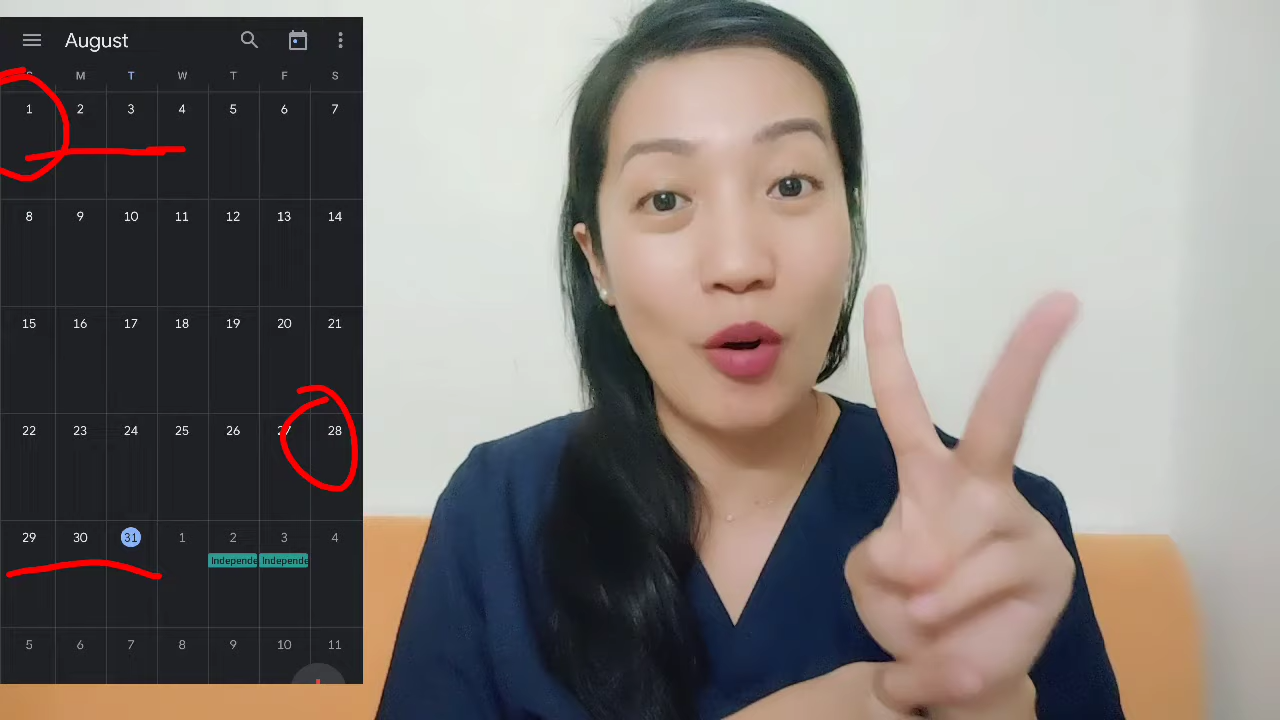 August
S M T W T F S
1 2 3 4 5 6 7
8 9 10 11 12 13 14
15 16 17 18 19 20 21
22 23 24 25 26 27 28
29 30 31 1 2 3 4
Independe Independe
5 6 7 8 9 10 11